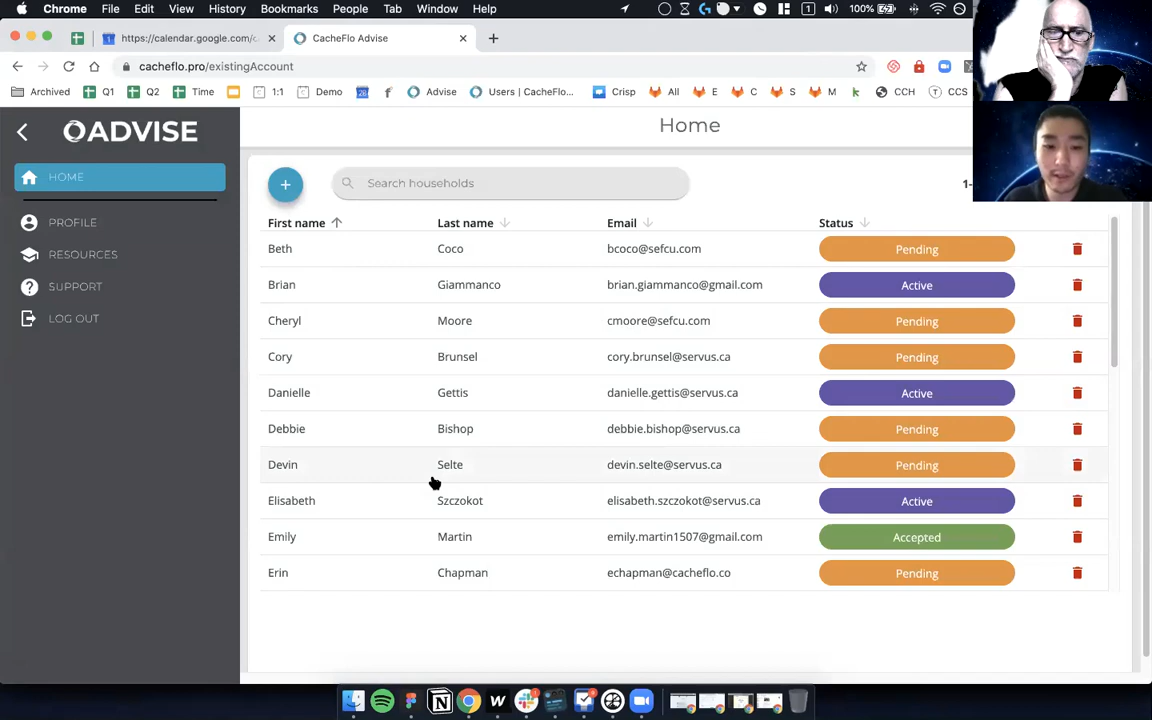 Chrome File Edit View History Bookmarks People Tab Window Help 1 100%
https://calendar.google.com/c CacheFlo Advise
cacheflo.pro/existingAccount
Archived Q1 Q2 Time 1:1 Demo 28 f Advise Users | CacheFlo... Crisp All E C S M k CCH T CCS
ADVISE
Home
HOME
PROFILE
RESOURCES
SUPPORT
LOG OUT
+ Search households 1-
First name Last name Email Status
Beth Coco bcoco@sefcu.com Pending
Brian Giammanco brian.giammanco@gmail.com Active
Cheryl Moore cmoore@sefcu.com Pending
Cory Brunsel cory.brunsel@servus.ca Pending
Danielle Gettis danielle.gettis@servus.ca Active
Debbie Bishop debbie.bishop@servus.ca Pending
Devin Selte devin.selte@servus.ca Pending
Elisabeth Szczokot elisabeth.szczokot@servus.ca Active
Emily Martin emily.martin1507@gmail.com Accepted
Erin Chapman echapman@cacheflo.co Pending